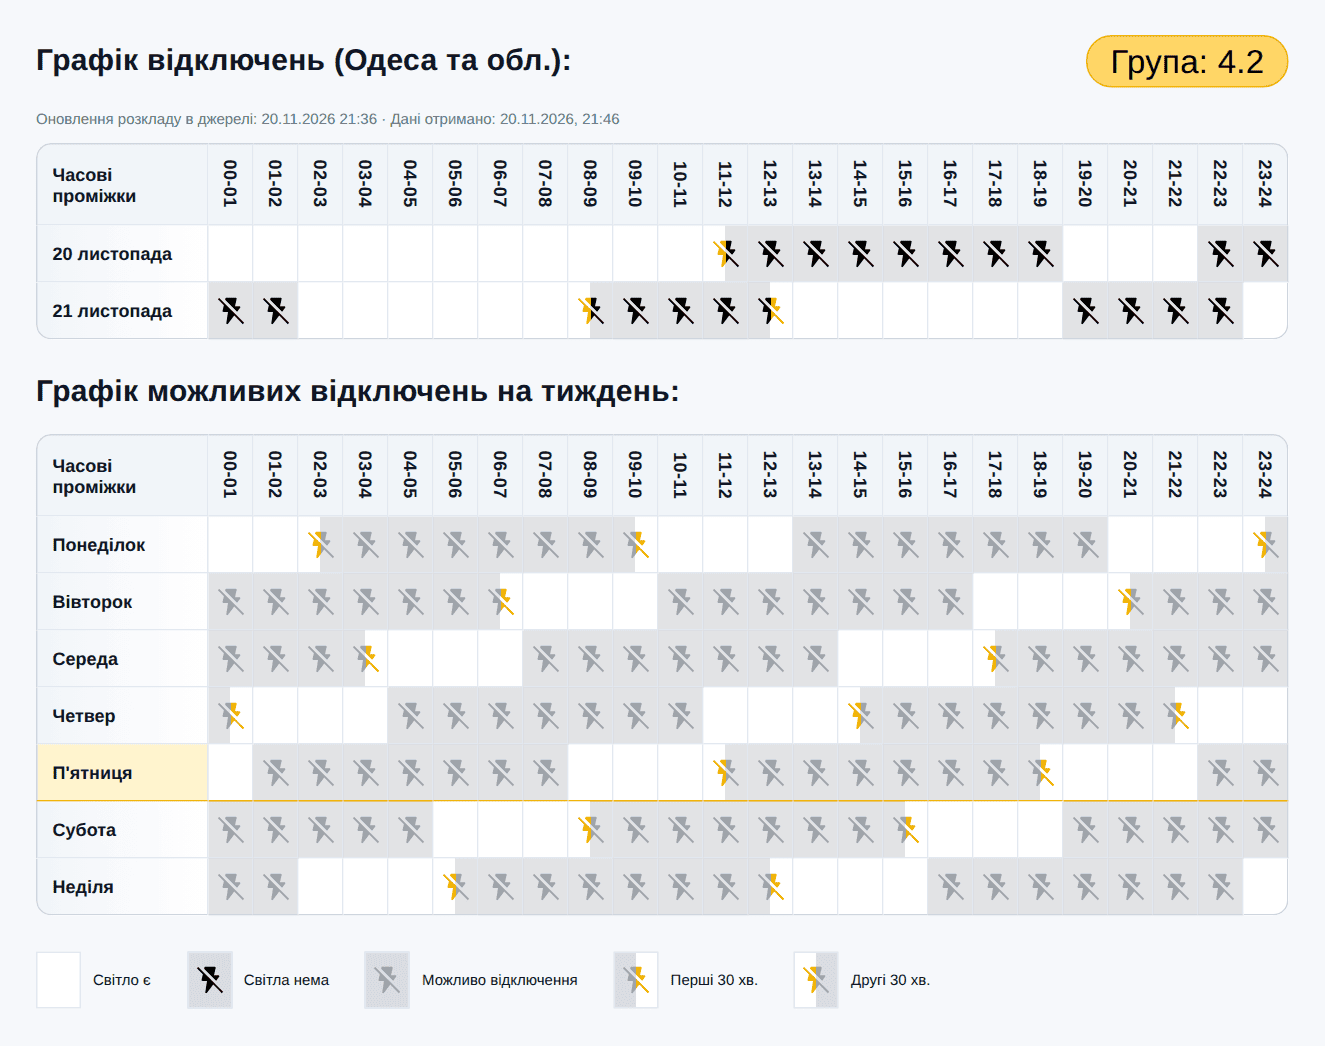 Графік відключень (Одеса та обл.):
Група: 4.2
Оновлення розкладу в джерелі: 20.11.2026 21:36 · Дані отримано: 20.11.2026, 21:46
Часові проміжки 00-01 01-02 02-03 03-04 04-05 05-06 06-07 07-08 08-09 09-10 10-11 11-12 12-13 13-14 14-15 15-16 16-17 17-18 18-19 19-20 20-21 21-22 22-23 23-24
20 листопада
21 листопада
Графік можливих відключень на тиждень:
Часові проміжки 00-01 01-02 02-03 03-04 04-05 05-06 06-07 07-08 08-09 09-10 10-11 11-12 12-13 13-14 14-15 15-16 16-17 17-18 18-19 19-20 20-21 21-22 22-23 23-24
Понеділок
Вівторок
Середа
Четвер
П'ятниця
Субота
Неділя
Світло є
Світла нема
Можливо відключення
Перші 30 хв.
Другі 30 хв.